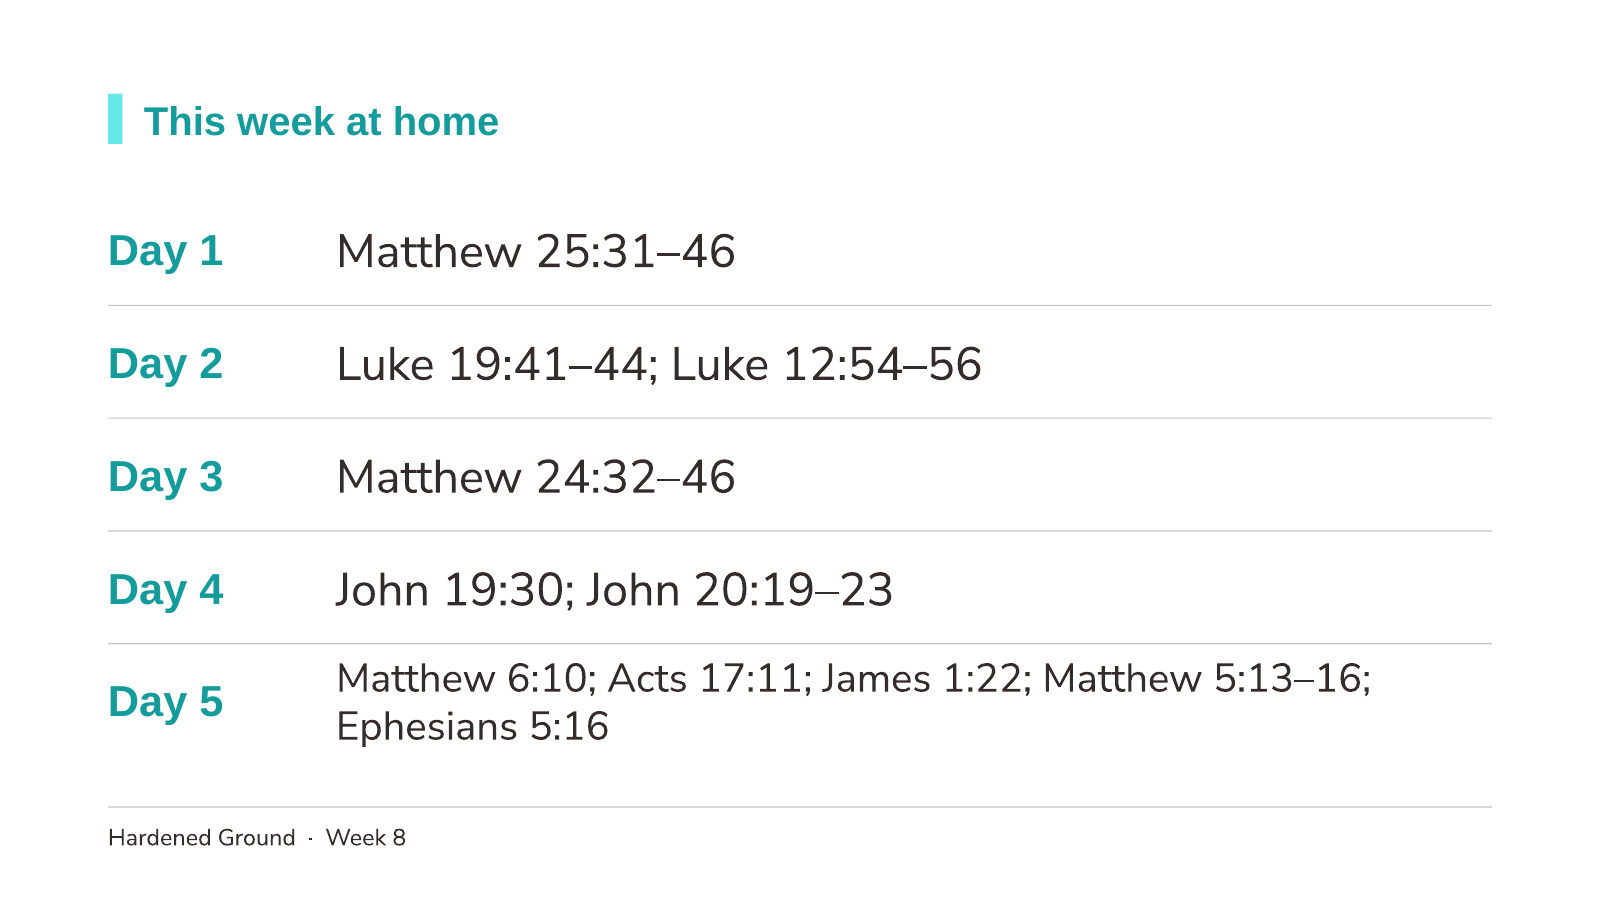 This week at home
Day 1 Matthew 25:31–46
Day 2 Luke 19:41–44; Luke 12:54–56
Day 3 Matthew 24:32–46
Day 4 John 19:30; John 20:19–23
Day 5 Matthew 6:10; Acts 17:11; James 1:22; Matthew 5:13–16;
Ephesians 5:16
Hardened Ground · Week 8